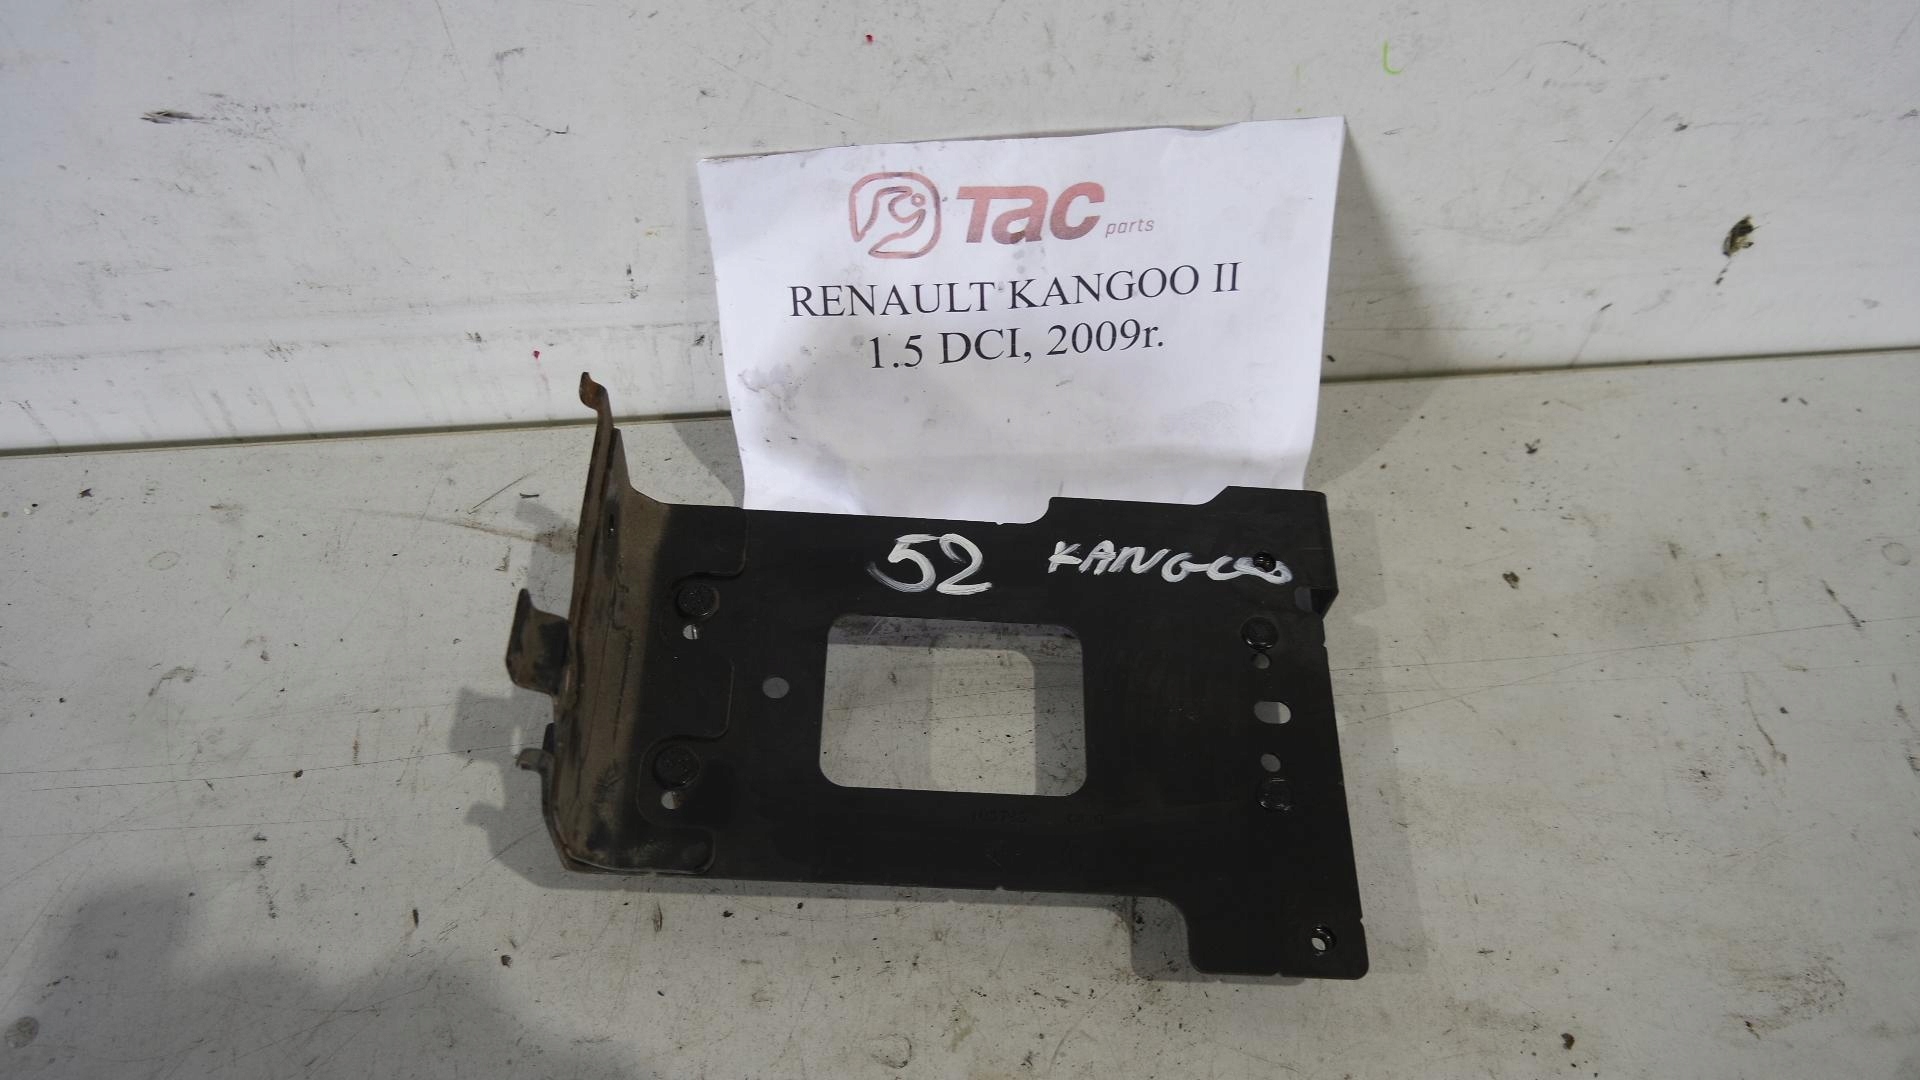 TaC parts
RENAULT KANGOO II
1.5 DCI, 2009r.
52 KANGOO